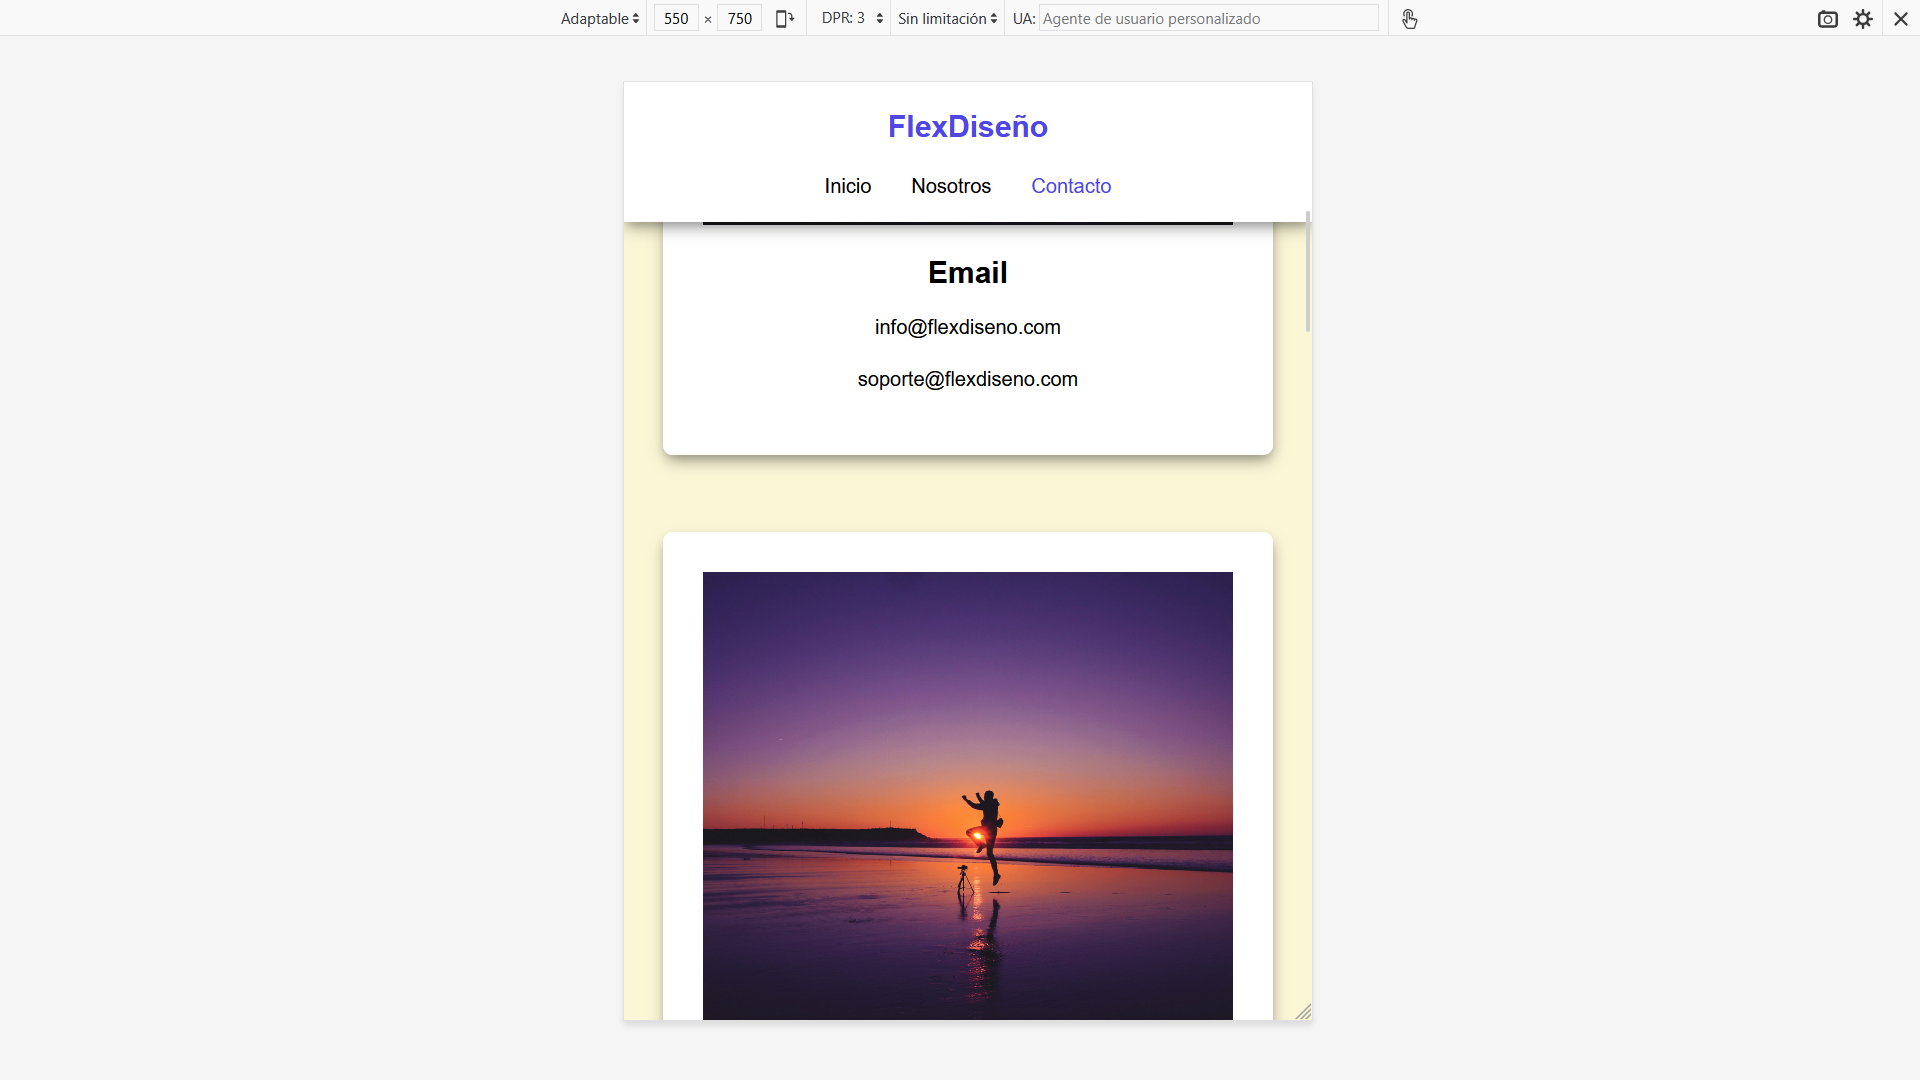 Adaptable 550 × 750 DPR: 3 Sin limitación UA: Agente de usuario personalizado
FlexDiseño
Inicio Nosotros Contacto
Email
info@flexdiseno.com
soporte@flexdiseno.com